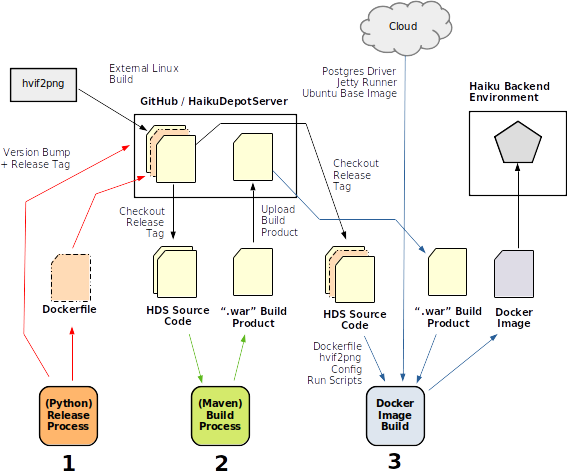 Cloud
External Linux
Build
hvif2png
Postgres Driver
Jetty Runner
Ubuntu Base Image
Haiku Backend
Environment
GitHub / HaikuDepotServer
Version Bump
+ Release Tag
Checkout
Release
Tag
Checkout
Release
Tag
Upload
Build
Product
Dockerfile
HDS Source
Code
“.war” Build
Product
HDS Source
Code
“.war” Build
Product
Docker
Image
Dockerfile
hvif2png
Config
Run Scripts
(Python)
Release
Process
(Maven)
Build
Process
Docker
Image
Build
1
2
3